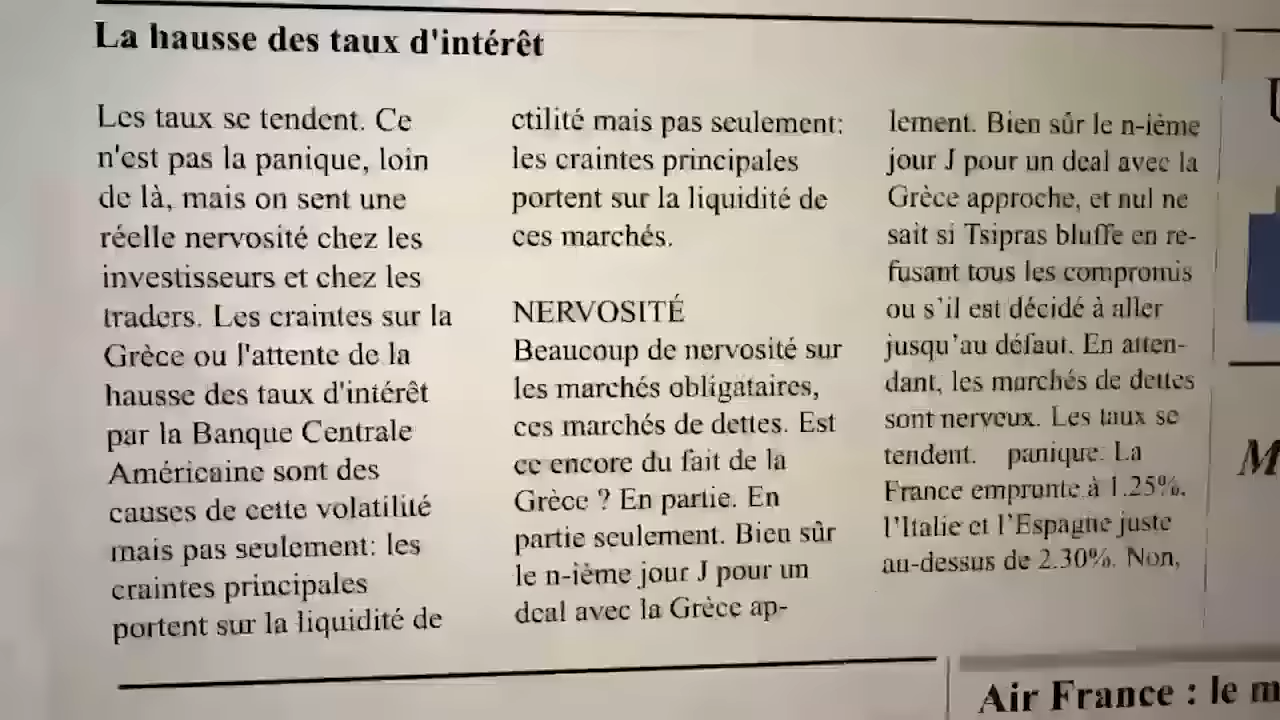 La hausse des taux d'intérêt
Les taux se tendent. Ce
n'est pas la panique, loin
de là, mais on sent une
réelle nervosité chez les
investisseurs et chez les
traders. Les craintes sur la
Grèce ou l'attente de la
hausse des taux d'intérêt
par la Banque Centrale
Américaine sont des
causes de cette volatilité
mais pas seulement: les
craintes principales
portent sur la liquidité de
ctilité mais pas seulement:
les craintes principales
portent sur la liquidité de
ces marchés.
NERVOSITÉ
Beaucoup de nervosité sur
les marchés obligataires,
ces marchés de dettes. Est
ce encore du fait de la
Grèce ? En partie. En
partie seulement. Bien sûr
le n-ième jour J pour un
deal avec la Grèce ap-
lement. Bien sûr le n-ième
jour J pour un deal avec la
Grèce approche, et nul ne
sait si Tsipras bluffe en re-
fusant tous les compromis
ou s'il est décidé à aller
jusqu'au défaut. En atten-
dant, les marchés de dettes
sont nerveux. Les taux se
tendent. panique. La
France emprunte à 1.25%.
l'Italie et l'Espagne juste
au-dessus de 2.30%. Non,
Air France : le